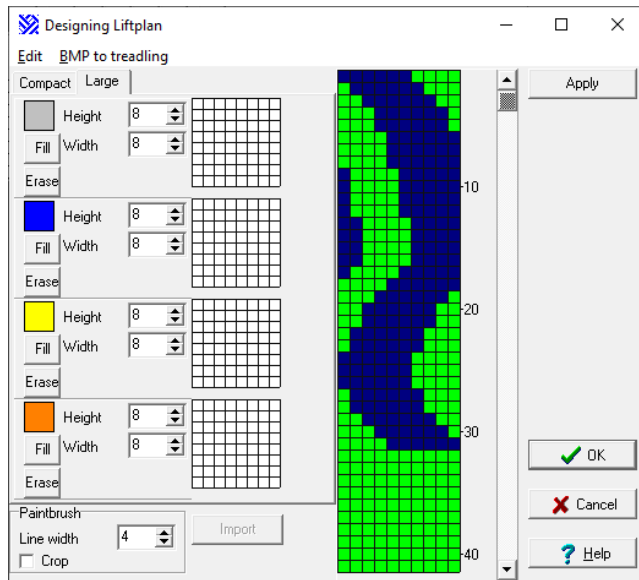 Designing Liftplan
Edit BMP to treadling
Compact Large
Height 8
Fill Width 8
Erase
Height 8
Fill Width 8
Erase
Height 8
Fill Width 8
Erase
Height 8
Fill Width 8
Erase
Paintbrush
Line width 4
Crop
Import
-10
-20
-30
-40
Apply
OK
Cancel
? Help